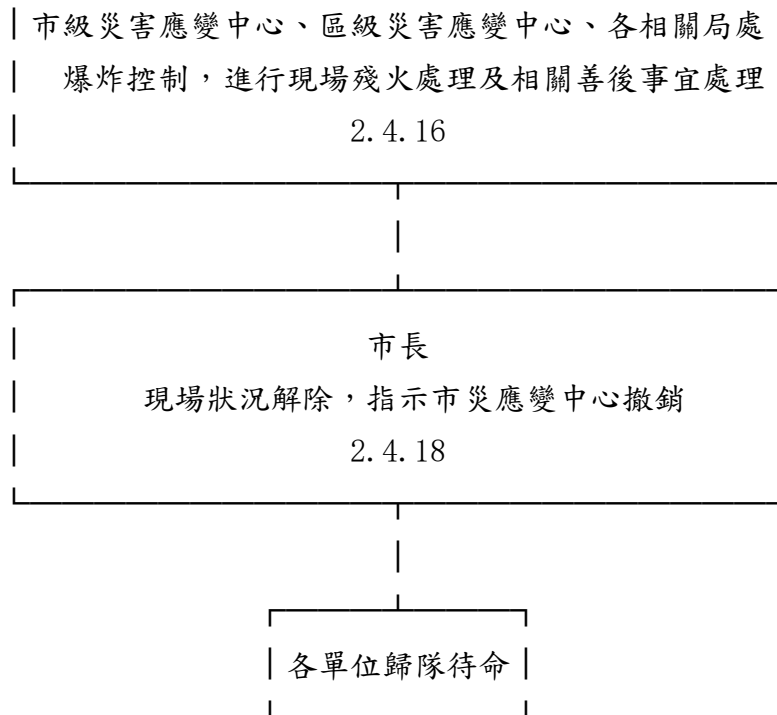 市級災害應變中心、區級災害應變中心、各相關局處
爆炸控制，進行現場殘火處理及相關善後事宜處理
2.4.16
市長
現場狀況解除，指示市災應變中心撤銷
2.4.18
各單位歸隊待命